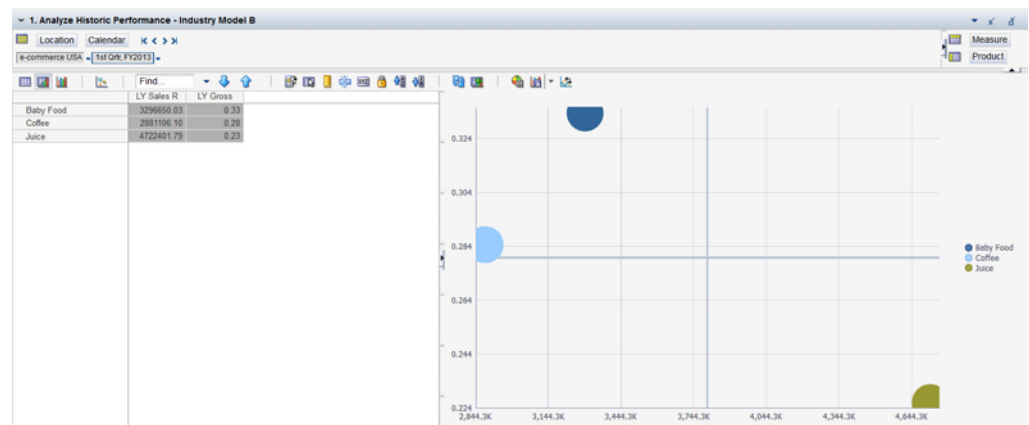 1. Analyze Historic Performance - Industry Model B
Location Calendar
Measure
e-commerce USA 1st Qrtr, FY2013
Product
Find...
LY Sales R LY Gross
Baby Food 3296650.03 0.33
Coffee 2881106.10 0.28
Juice 4722401.79 0.23
0.324
0.304
0.284
0.264
0.244
0.224
2,844.3K 3,144.3K 3,444.3K 3,744.3K 4,044.3K 4,344.3K 4,644.3K
Baby Food
Coffee
Juice